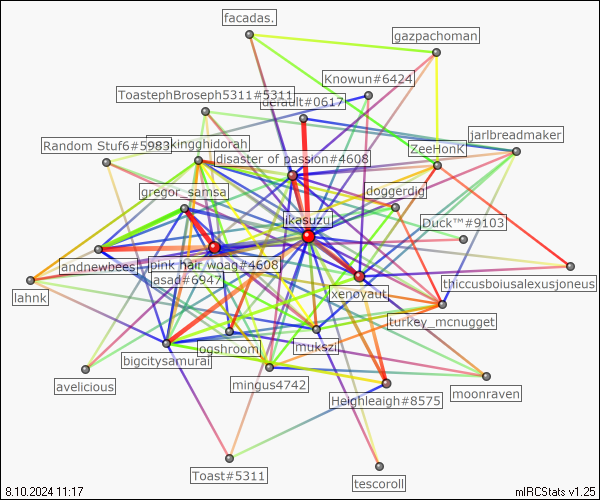 facadas.
gazpachoman
Knowun#6424
ToastephBroseph5311#5311
default#0617
jarlbreadmaker
Random Stuf6#5983
kingghidorah
ZeeHonK
disaster of passion#4608
gregor_samsa
doggerdig
ikasuzu
Duck™#9103
andnewbees
pink hair woag#4608
asad#6947
xenovault
thiccusboiusalexusjoneus
lahnk
turkey_mcnugget
ogshroom
mukszi
bigcitysamurai
avelicious
mingus4742
moonraven
Heighleaigh#8575
Toast#5311
tescoroll
8.10.2024 11:17
mIRCStats v1.25